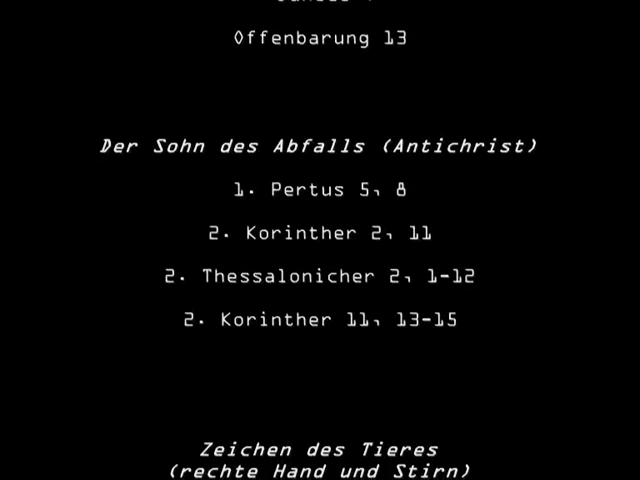 Offenbarung 13
Der Sohn des Abfalls (Antichrist)
1. Pertus 5, 8
2. Korinther 2, 11
2. Thessalonicher 2, 1-12
2. Korinther 11, 13-15
Zeichen des Tieres
(rechte Hand und Stirn)